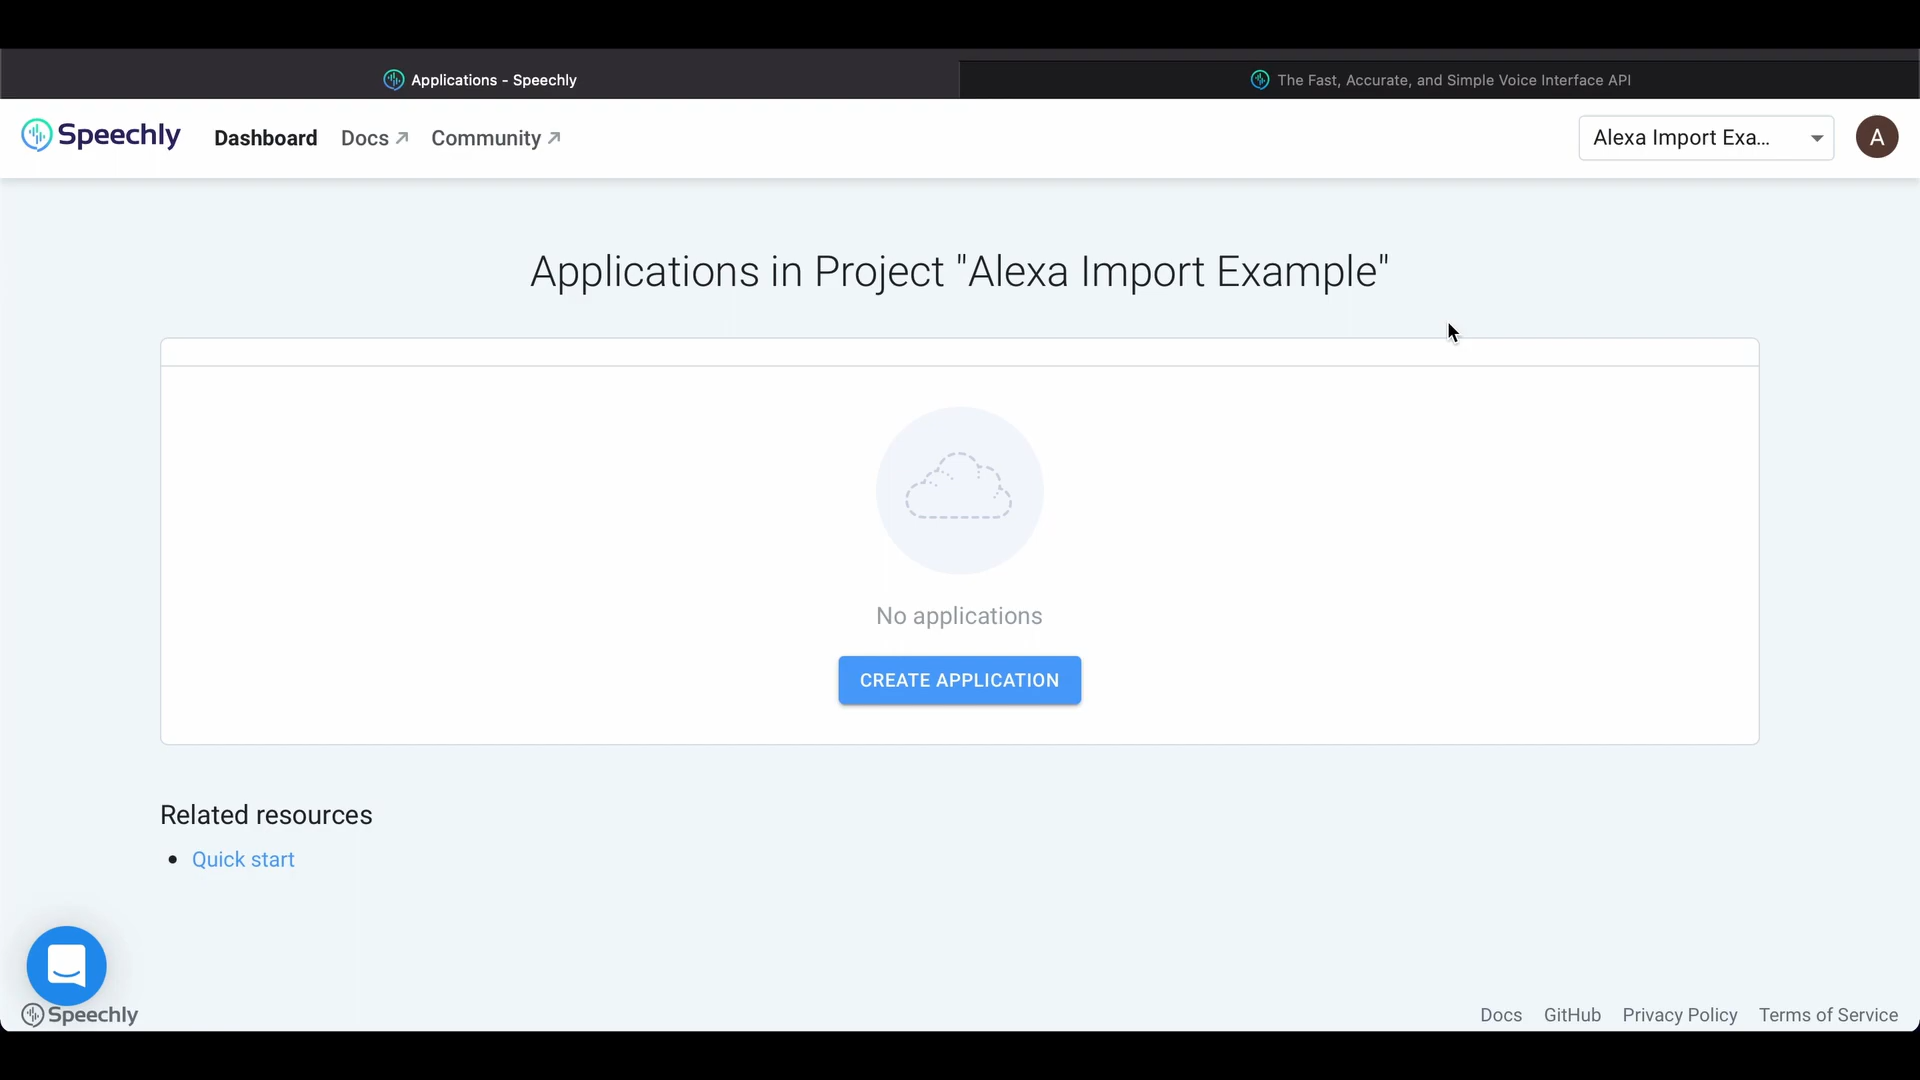 Applications - Speechly
The Fast, Accurate, and Simple Voice Interface API
Speechly
Dashboard
Docs
Community
Alexa Import Exa...
A
Applications in Project "Alexa Import Example"
No applications
CREATE APPLICATION
Related resources
Quick start
Speechly
Docs
GitHub
Privacy Policy
Terms of Service